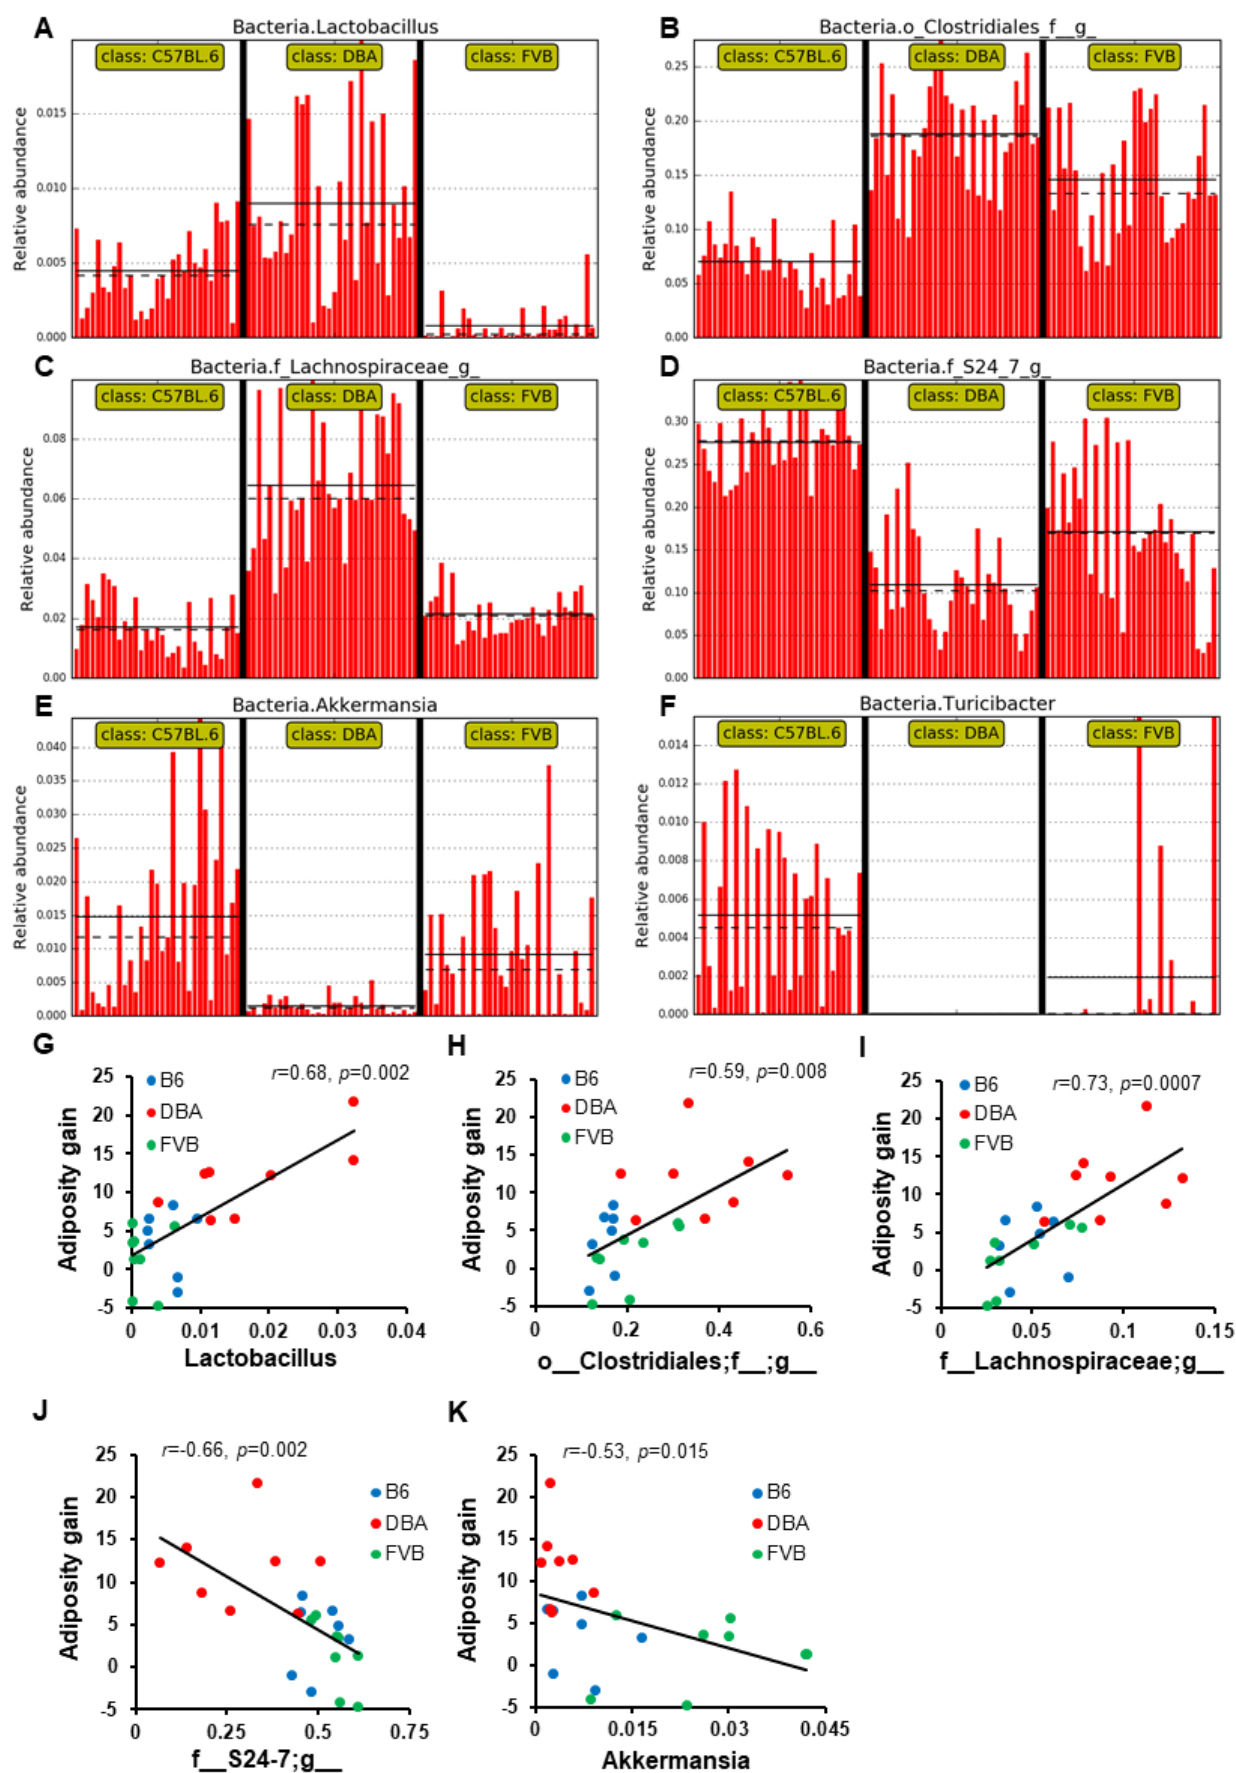 A
Bacteria.Lactobacillus
class: C57BL.6
class: DBA
class: FVB
Relative abundance
0.015
0.010
0.005
0.000
B
Bacteria.o_Clostridiales_f__g_
class: C57BL.6
class: DBA
class: FVB
Relative abundance
0.25
0.20
0.15
0.10
0.05
0.00
C
Bacteria.f_Lachnospiraceae_g_
class: C57BL.6
class: DBA
class: FVB
Relative abundance
0.08
0.06
0.04
0.02
0.00
D
Bacteria.f_S24_7_g_
class: C57BL.6
class: DBA
class: FVB
Relative abundance
0.30
0.25
0.20
0.15
0.10
0.05
0.00
E
Bacteria.Akkermansia
class: C57BL.6
class: DBA
class: FVB
Relative abundance
0.040
0.035
0.030
0.025
0.020
0.015
0.010
0.005
0.000
F
Bacteria.Turicibacter
class: C57BL.6
class: DBA
class: FVB
Relative abundance
0.014
0.012
0.010
0.008
0.006
0.004
0.002
0.000
G
r=0.68, p=0.002
B6
DBA
FVB
Adiposity gain
25
20
15
10
5
0
-5
0 0.01 0.02 0.03 0.04
Lactobacillus
H
r=0.59, p=0.008
B6
DBA
FVB
Adiposity gain
25
20
15
10
5
0
-5
0 0.2 0.4 0.6
o__Clostridiales;f__;g__
I
r=0.73, p=0.0007
B6
DBA
FVB
Adiposity gain
25
20
15
10
5
0
-5
0 0.05 0.1 0.15
f__Lachnospiraceae;g__
J
r=-0.66, p=0.002
B6
DBA
FVB
Adiposity gain
25
20
15
10
5
0
-5
0 0.25 0.5 0.75
f__S24-7;g__
K
r=-0.53, p=0.015
B6
DBA
FVB
Adiposity gain
25
20
15
10
5
0
-5
0 0.015 0.03 0.045
Akkermansia